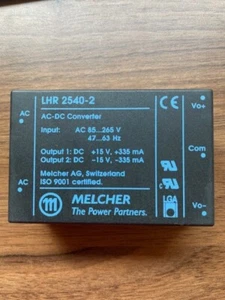 LHR 2540-2
AC-DC Converter
Input: AC 85...265 V
47...63 Hz
Output 1: DC +15 V, +335 mA
Output 2: DC -15 V, -335 mA
Melcher AG, Switzerland
ISO 9001 certified.
MELCHER
The Power Partners.
AC
AC
CE
Vo+
Com
Vo-
LGA